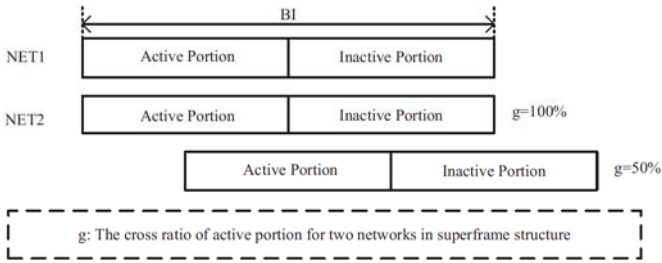 BI
NET1 Active Portion Inactive Portion
NET2 Active Portion Inactive Portion g=100%
Active Portion Inactive Portion g=50%
g: The cross ratio of active portion for two networks in superframe structure